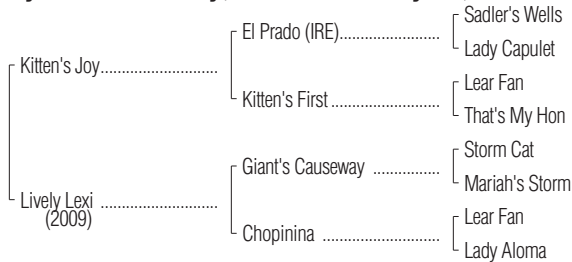 Sadler's Wells
El Prado (IRE)........................
Lady Capulet
Kitten's Joy............................
Lear Fan
Kitten's First ..........................
That's My Hon
Storm Cat
Giant's Causeway ................
Mariah's Storm
Lively Lexi ............................
(2009)
Lear Fan
Chopinina ............................
Lady Aloma